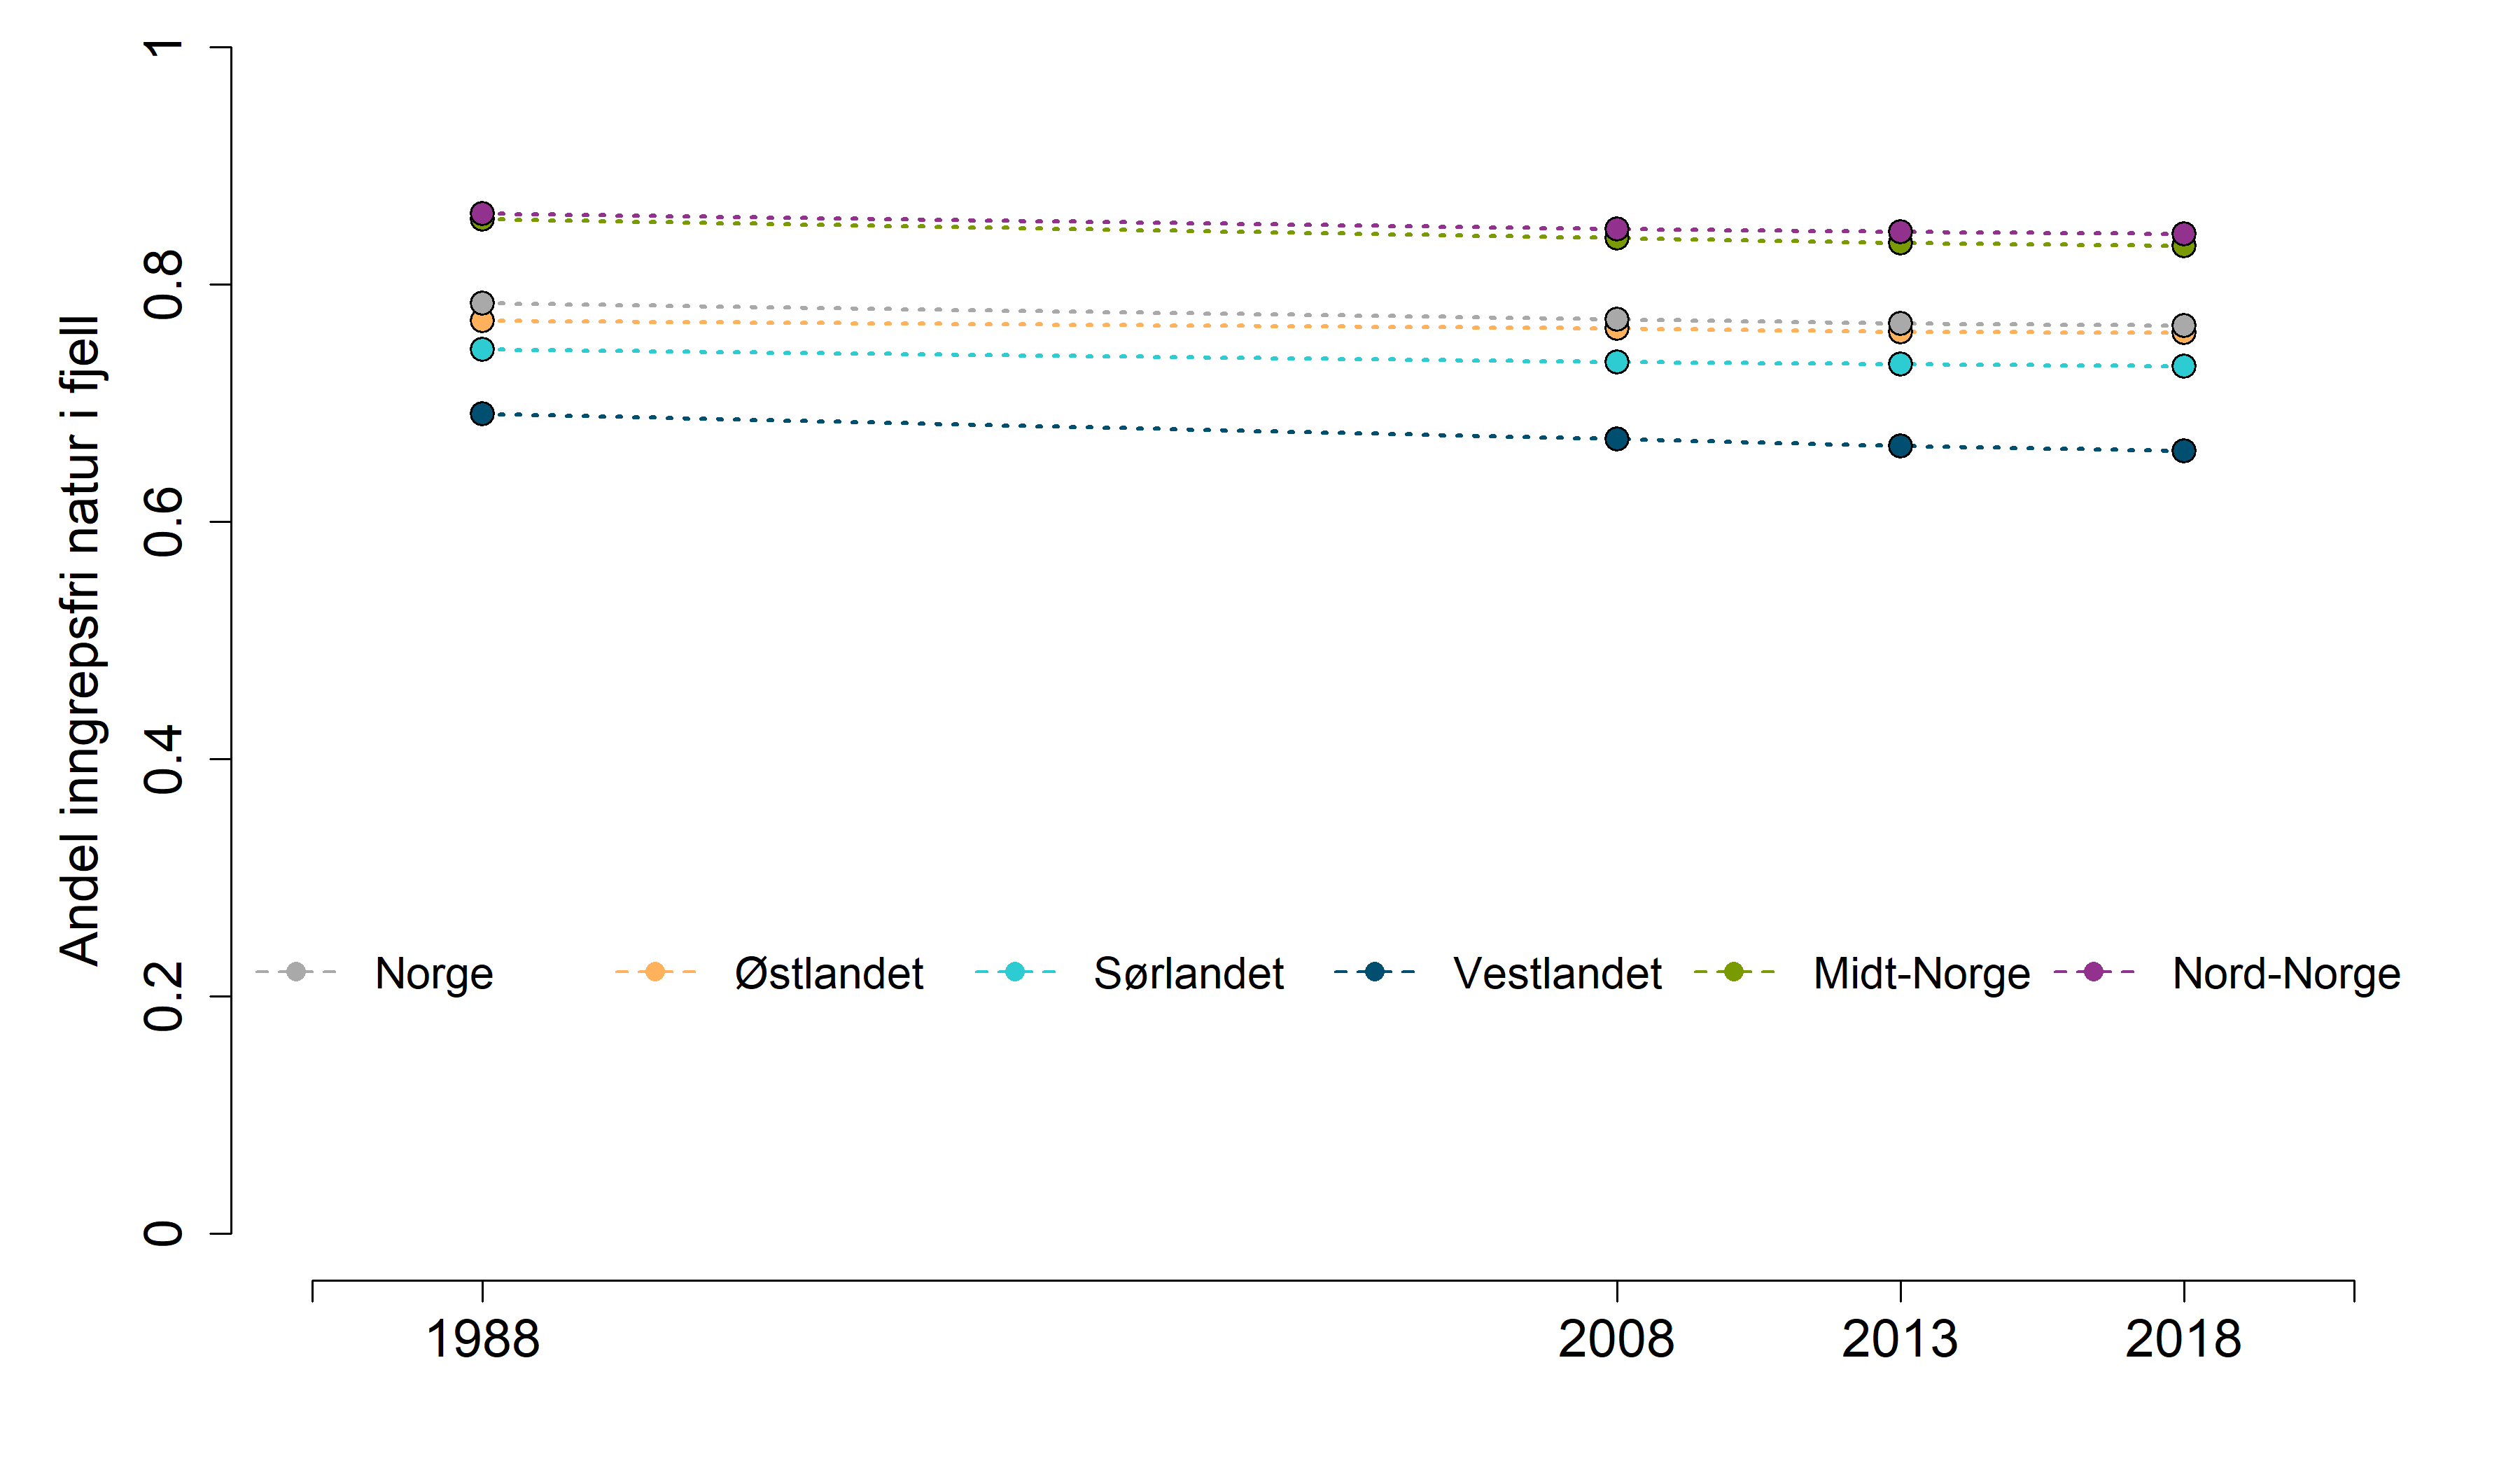 Andel inngrepsfri natur i fjell
1
0.8
0.6
0.4
0.2
0
Norge
Østlandet
Sørlandet
Vestlandet
Midt-Norge
Nord-Norge
1988
2008
2013
2018